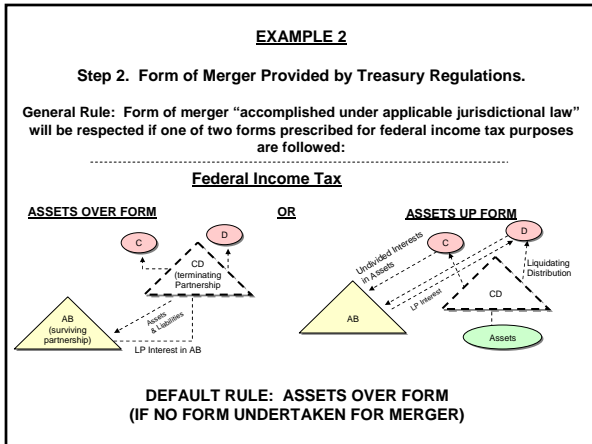 EXAMPLE 2
Step 2. Form of Merger Provided by Treasury Regulations.
General Rule: Form of merger “accomplished under applicable jurisdictional law”
will be respected if one of two forms prescribed for federal income tax purposes
are followed:
Federal Income Tax
ASSETS OVER FORM
OR
ASSETS UP FORM
C
D
CD
(terminating
Partnership
AB
(surviving
partnership)
Assets
& Liabilities
LP Interest in AB
C
D
Undivided Interests
in Assets
LP Interest
Liquidating
Distribution
AB
CD
Assets
DEFAULT RULE: ASSETS OVER FORM
(IF NO FORM UNDERTAKEN FOR MERGER)